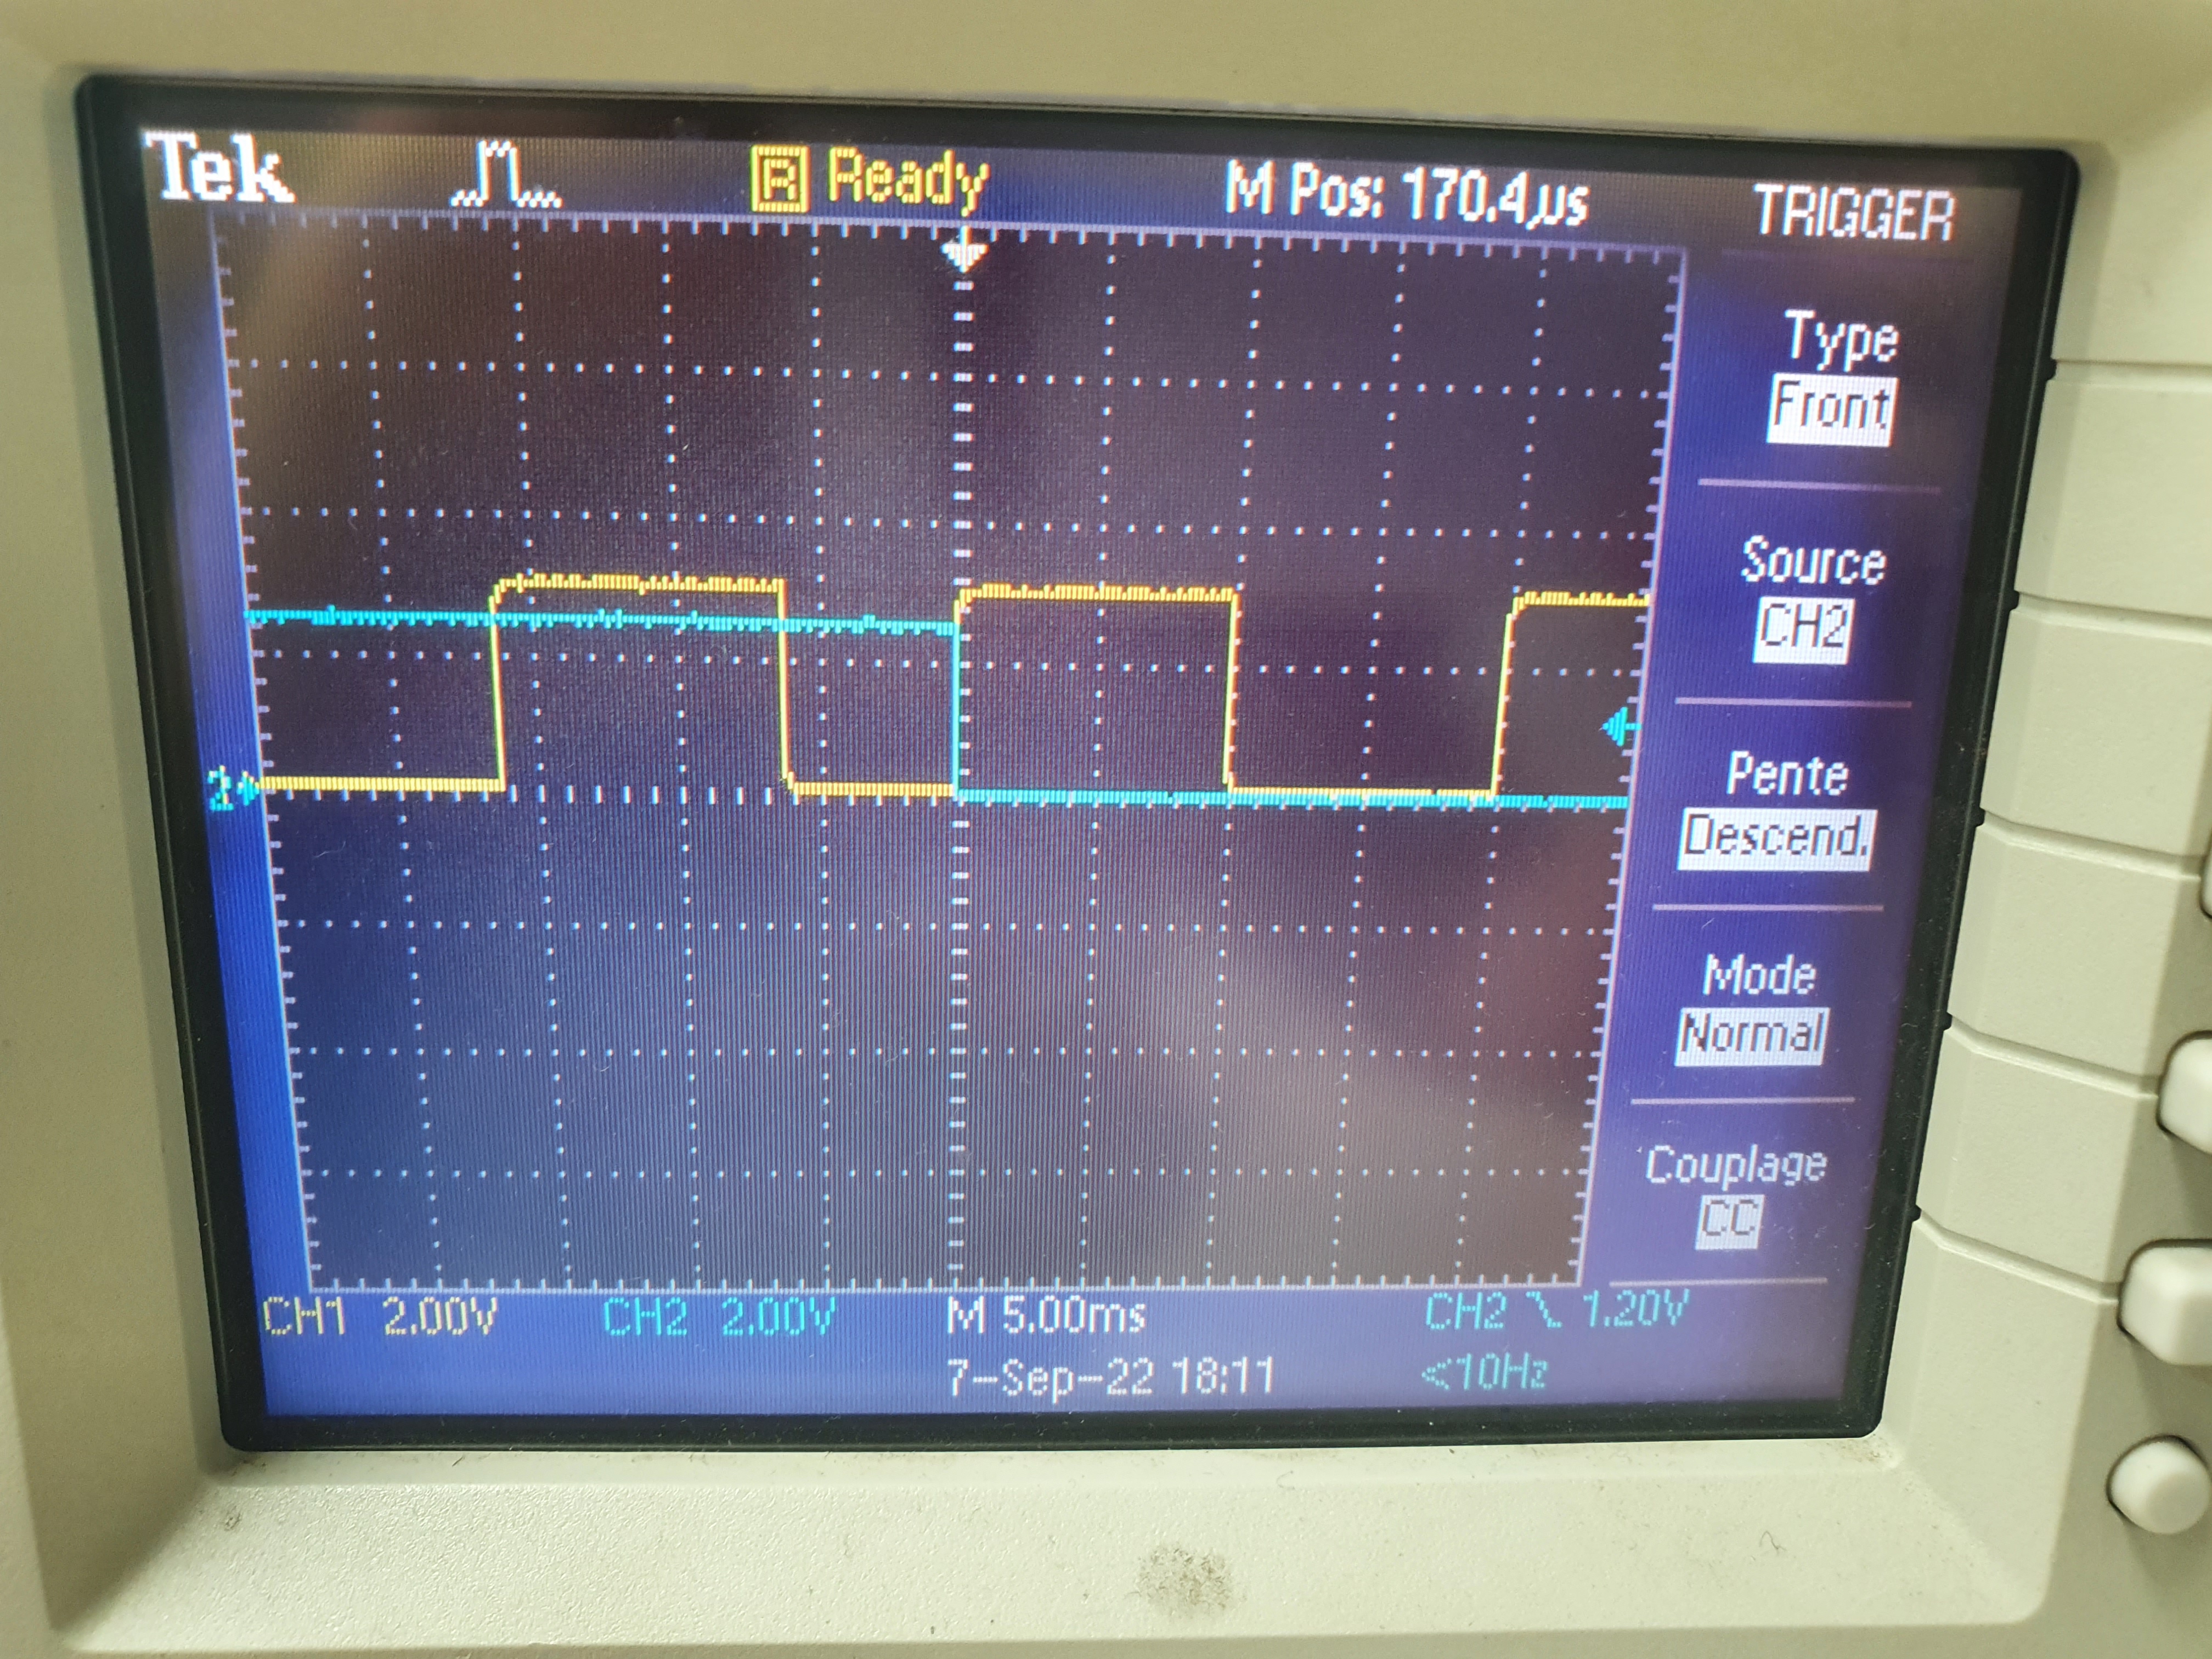 Tek R Ready M Pos: 170.4µs TRIGGER
Type
Front
Source
CH2
Pente
Descend.
Mode
Normal
Couplage
CC
2
CH1 2.00V CH2 2.00V M 5.00ms CH2 1.20V
7-Sep-22 18:11 <10Hz